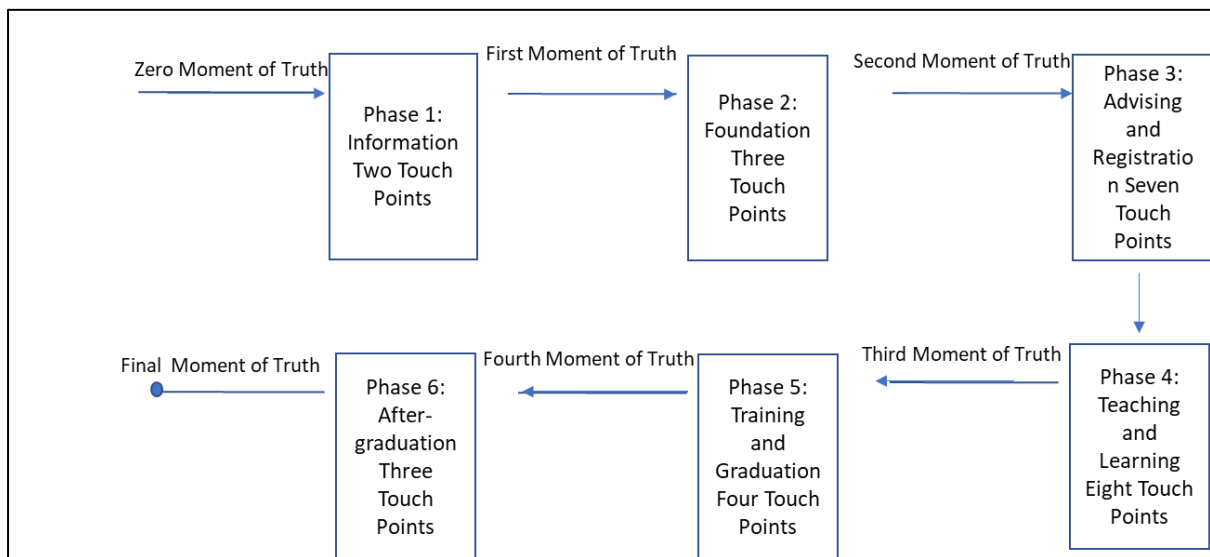 Zero Moment of Truth
Phase 1:
Information
Two Touch
Points
First Moment of Truth
Phase 2:
Foundation
Three
Touch
Points
Second Moment of Truth
Phase 3:
Advising
and
Registratio
n Seven
Touch
Points
Phase 4:
Teaching
and
Learning
Eight Touch
Points
Third Moment of Truth
Phase 5:
Training
and
Graduation
Four Touch
Points
Fourth Moment of Truth
Phase 6:
After-
graduation
Three
Touch
Points
Final Moment of Truth